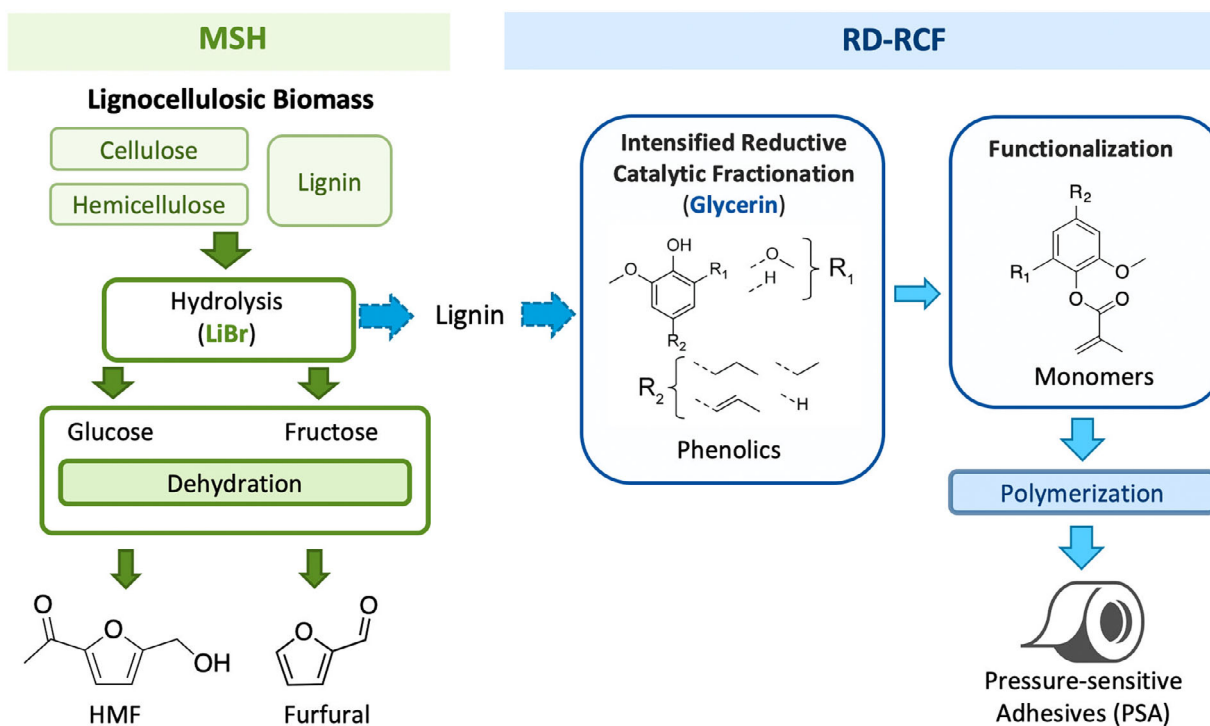 MSH
Lignocellulosic Biomass
Cellulose
Hemicellulose
Lignin
Hydrolysis
(LiBr)
Lignin
Glucose
Fructose
Dehydration
O
O
OH
HMF
O
O
Furfural
RD-RCF
Intensified Reductive
Catalytic Fractionation
(Glycerin)
OH
O
R1
R2
O
H
R1
R2
H
Phenolics
Functionalization
R2
R1
O
O
O
Monomers
Polymerization
Pressure-sensitive
Adhesives (PSA)